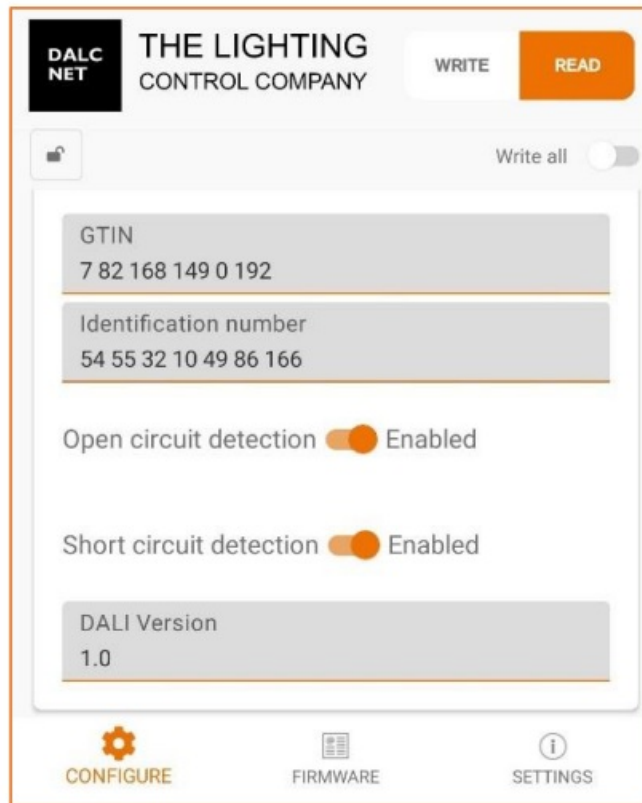 DALC
NET
THE LIGHTING
CONTROL COMPANY
WRITE
READ
Write all
GTIN
7 82 168 149 0 192
Identification number
54 55 32 10 49 86 166
Open circuit detection Enabled
Short circuit detection Enabled
DALI Version
1.0
CONFIGURE
FIRMWARE
SETTINGS